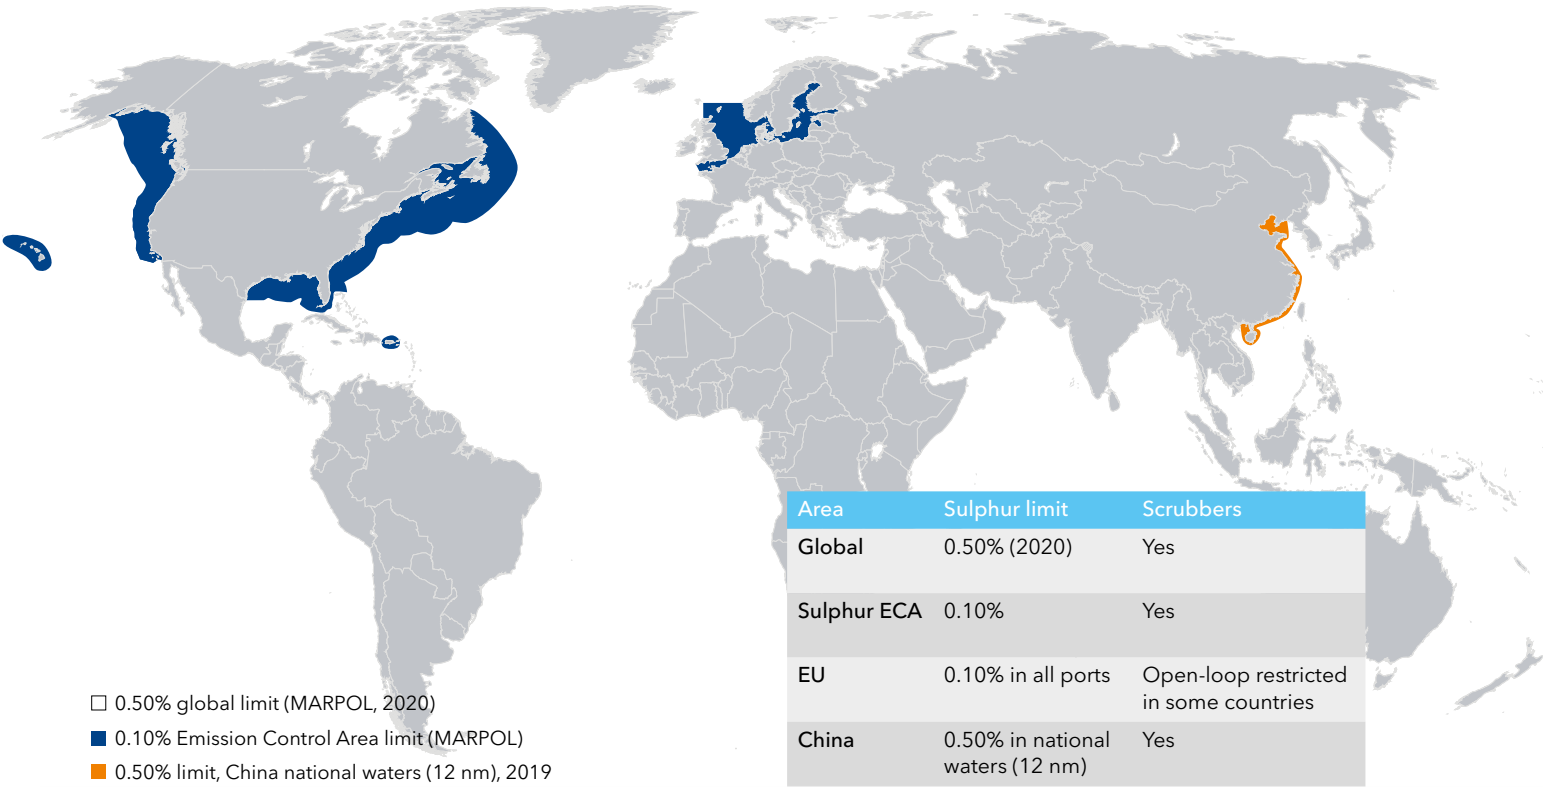 Area Sulphur limit Scrubbers
Global 0.50% (2020) Yes
Sulphur ECA 0.10% Yes
EU 0.10% in all ports Open-loop restricted
in some countries
China 0.50% in national Yes
waters (12 nm)
0.50% global limit (MARPOL, 2020)
0.10% Emission Control Area limit (MARPOL)
0.50% limit, China national waters (12 nm), 2019